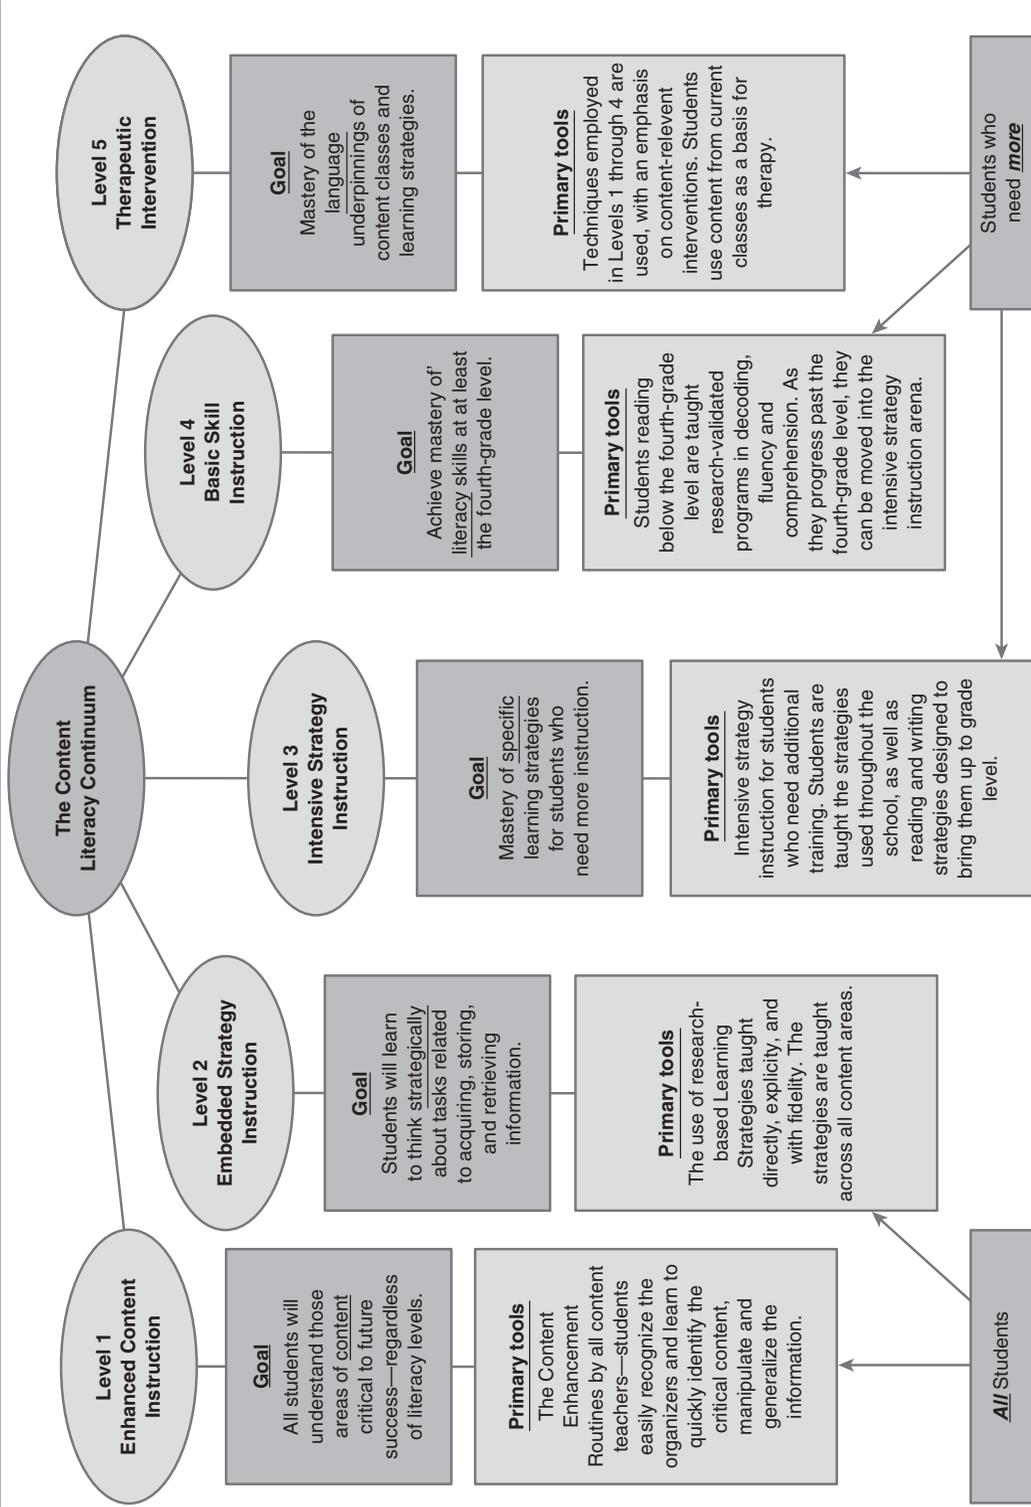 The Content
Literacy Continuum
Level 1
Enhanced Content
Instruction
Goal
All students will
understand those
areas of content
critical to future
success—regardless
of literacy levels.
Primary tools
The Content
Enhancement
Routines by all content
teachers—students
easily recognize the
organizers and learn to
quickly identify the
critical content,
manipulate and
generalize the
information.
Level 2
Embedded Strategy
Instruction
Goal
Students will learn
to think strategically
about tasks related
to acquiring, storing,
and retrieving
information.
Primary tools
The use of research-
based Learning
Strategies taught
directly, explicity, and
with fidelity. The
strategies are taught
across all content areas.
Level 3
Intensive Strategy
Instruction
Goal
Mastery of specific
learning strategies
for students who
need more instruction.
Primary tools
Intensive strategy
instruction for students
who need additional
training. Students are
taught the strategies
used throughout the
school, as well as
reading and writing
strategies designed to
bring them up to grade
level.
Level 4
Basic Skill
Instruction
Goal
Achieve mastery of’
literacy skills at at least
the fourth-grade level.
Primary tools
Students reading
below the fourth-grade
level are taught
research-validated
programs in decoding,
fluency and
comprehension. As
they progress past the
fourth-grade level, they
can be moved into the
intensive strategy
instruction arena.
Level 5
Therapeutic
Intervention
Goal
Mastery of the
language
underpinnings of
content classes and
learning strategies.
Primary tools
Techniques employed
in Levels 1 through 4 are
used, with an emphasis
on content-relevent
interventions. Students
use content from current
classes as a basis for
therapy.
All Students
Students who
need more